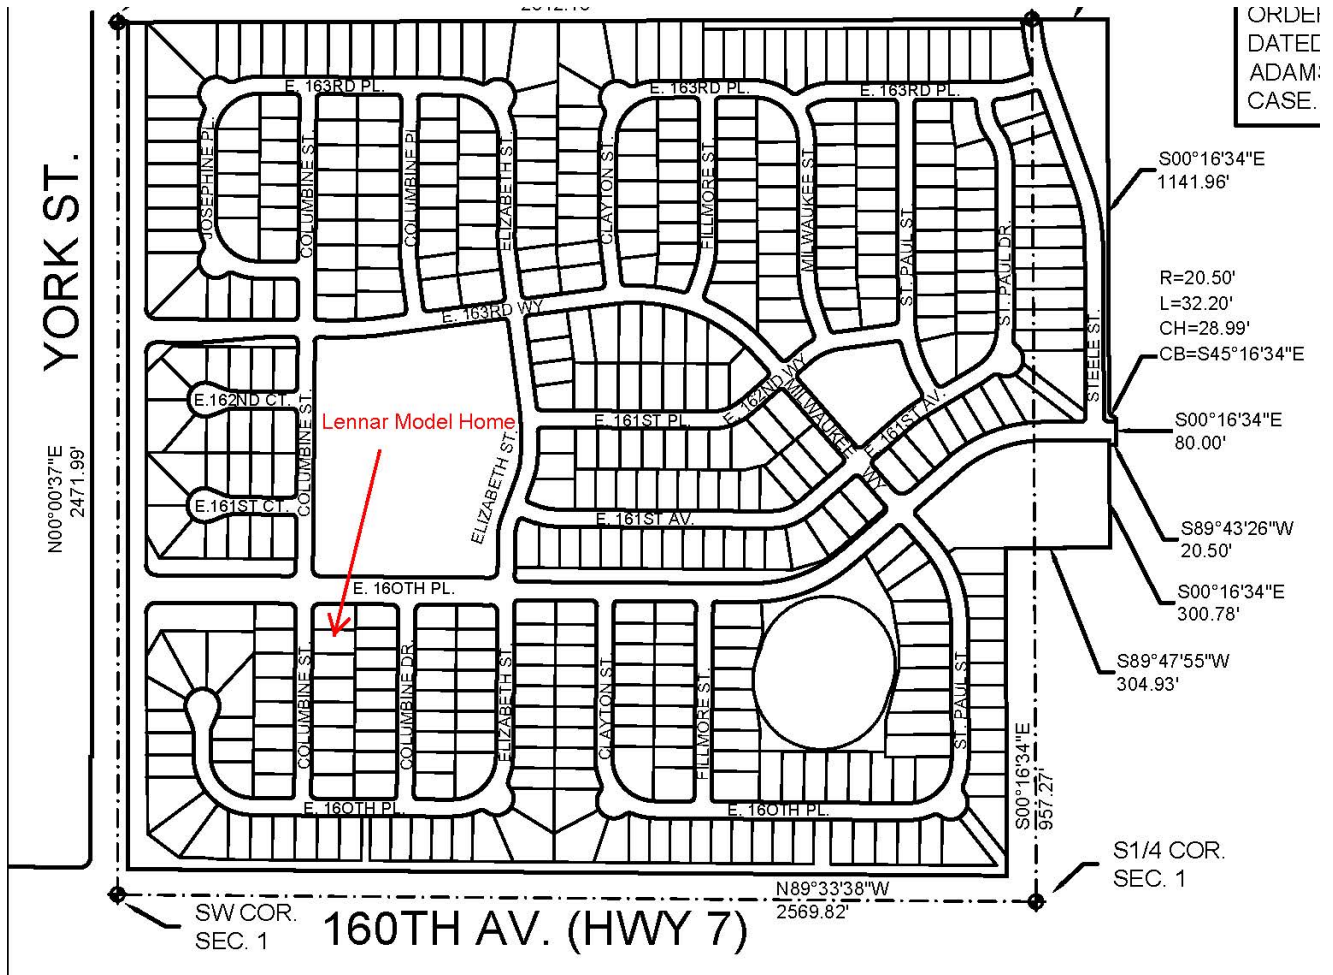 ORDER
DATED
ADAMS
CASE.
E. 163RD PL.
E. 163RD PL.
E. 163RD PL.
JOSEPHINE PL.
COLUMBINE ST.
COLUMBINE PL
ELIZABETH ST.
CLAYTON ST.
FILLMORE ST.
MILWAUKEE ST.
ST. PAUL ST.
ST. PAUL DR.
STEELE ST.
S00°16'34"E
1141.96'
YORK ST.
R=20.50'
L=32.20'
CH=28.99'
CB=S45°16'34"E
E. 163RD WY
E. 162ND WY
MILWAUKEE WY
E.162ND CT.
COLUMBINE ST.
Lennar Model Home
E. 161ST PL.
E. 161ST AV.
S00°16'34"E
80.00'
N00°00'37"E
2471.99'
ELIZABETH ST.
E.161ST CT.
E. 161ST AV.
S89°43'26"W
20.50'
E. 16OTH PL.
S00°16'34"E
300.78'
S89°47'55"W
304.93'
COLUMBINE ST.
COLUMBINE DR.
ELIZABETH ST.
CLAYTON ST.
FILLMORE ST.
ST. PAUL ST.
S00°16'34"E
957.27'
E. 16OTH PL.
E. 16OTH PL.
S1/4 COR.
SEC. 1
N89°33'38"W
2569.82'
SW COR.
SEC. 1
160TH AV. (HWY 7)